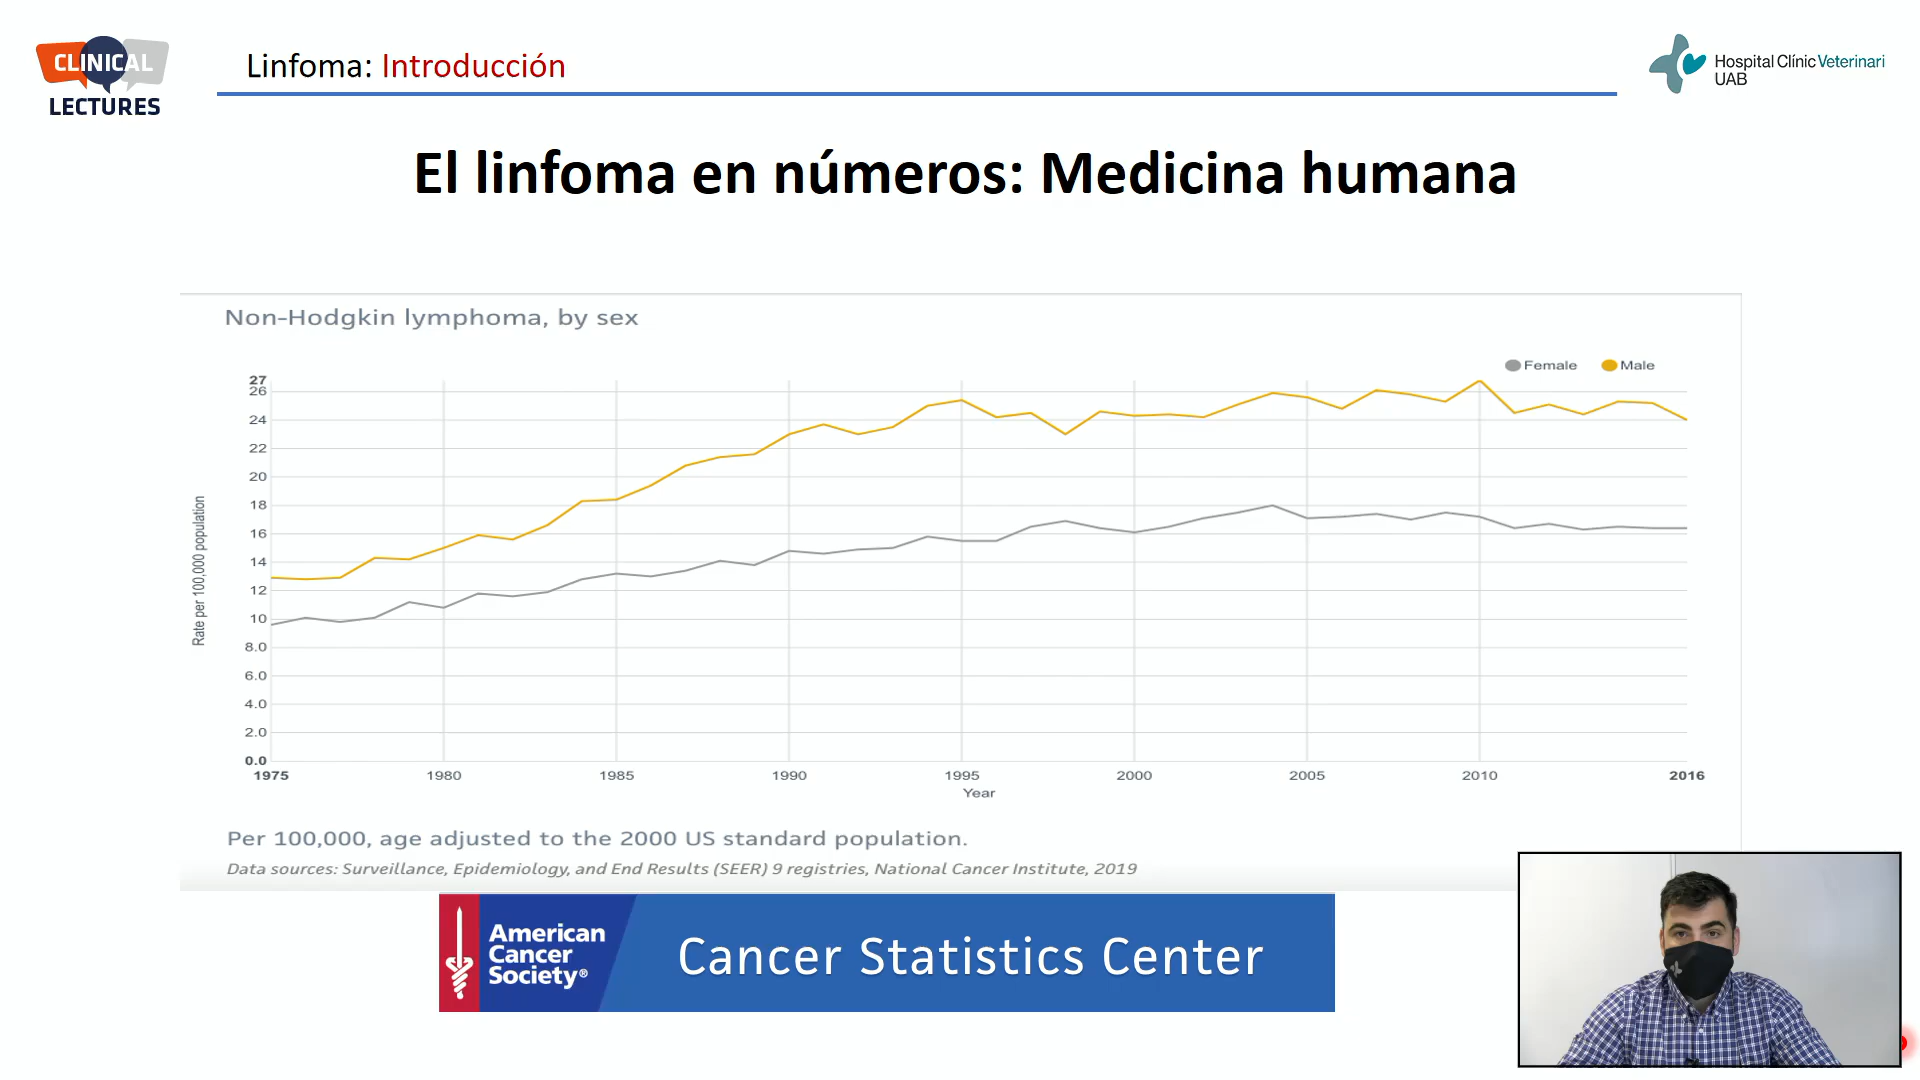 CLINICAL
LECTURES
Linfoma: Introducción
Hospital Clínic Veterinari
UAB
El linfoma en números: Medicina humana
Non-Hodgkin lymphoma, by sex
Female Male
27
26
24
22
20
18
16
14
12
10
8.0
6.0
4.0
2.0
0.0
Rate per 100,000 population
1975 1980 1985 1990 1995 2000 2005 2010 2016
Year
Per 100,000, age adjusted to the 2000 US standard population.
Data sources: Surveillance, Epidemiology, and End Results (SEER) 9 registries, National Cancer Institute, 2019
American
Cancer
Society®
Cancer Statistics Center